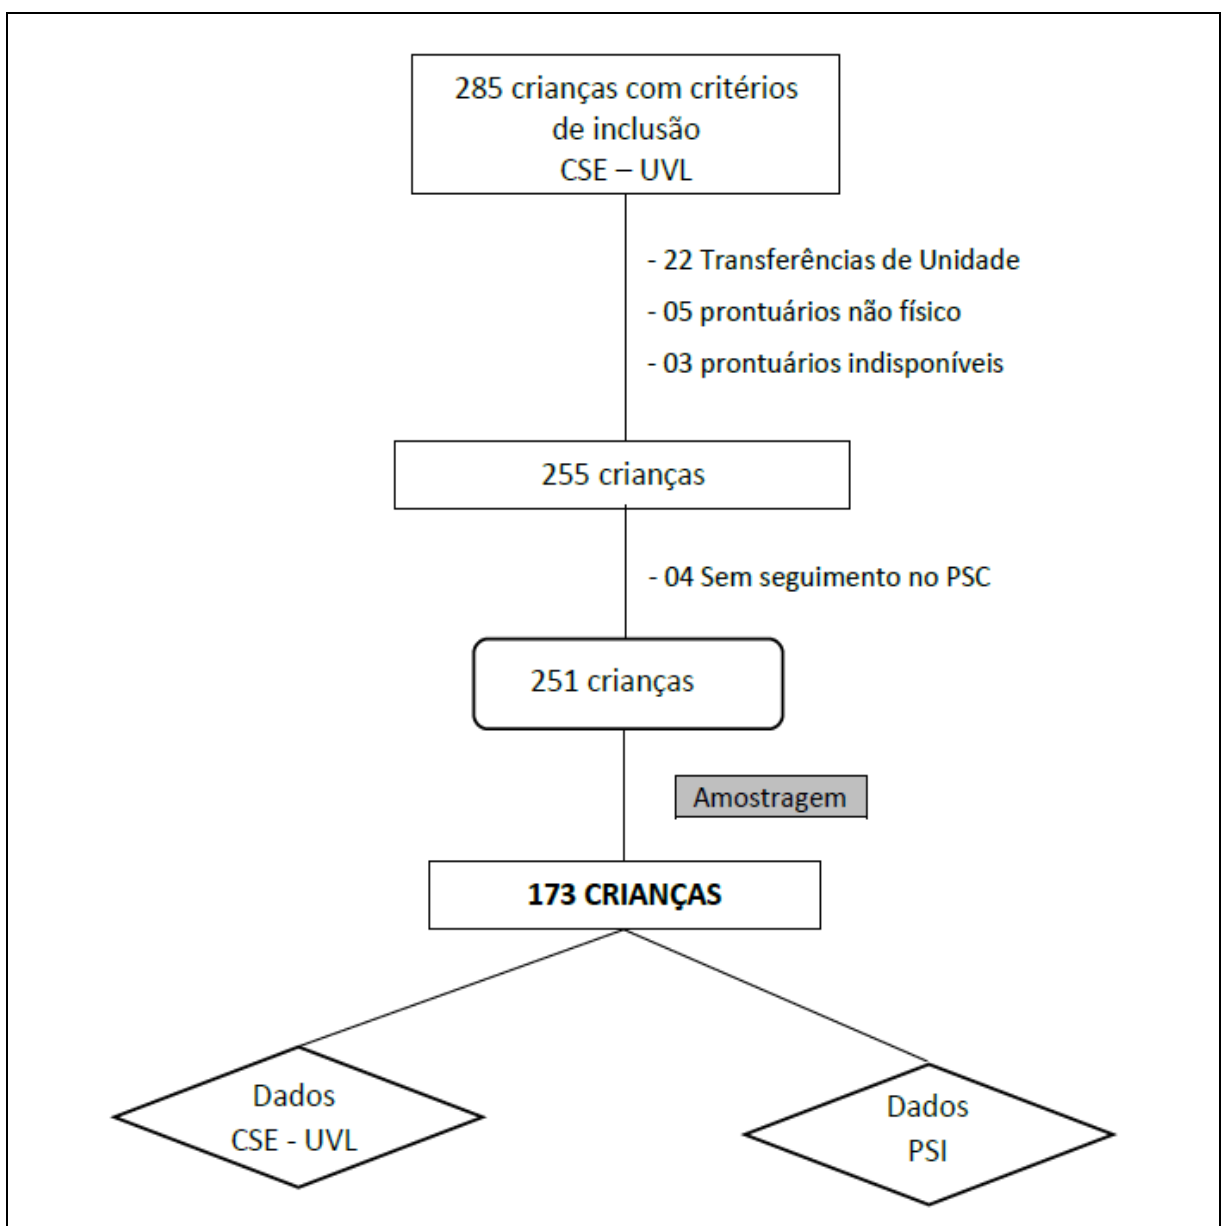 285 crianças com critérios
de inclusão
CSE – UVL
- 22 Transferências de Unidade
- 05 prontuários não físico
- 03 prontuários indisponíveis
255 crianças
- 04 Sem seguimento no PSC
251 crianças
Amostragem
173 CRIANÇAS
Dados
CSE - UVL
Dados
PSI